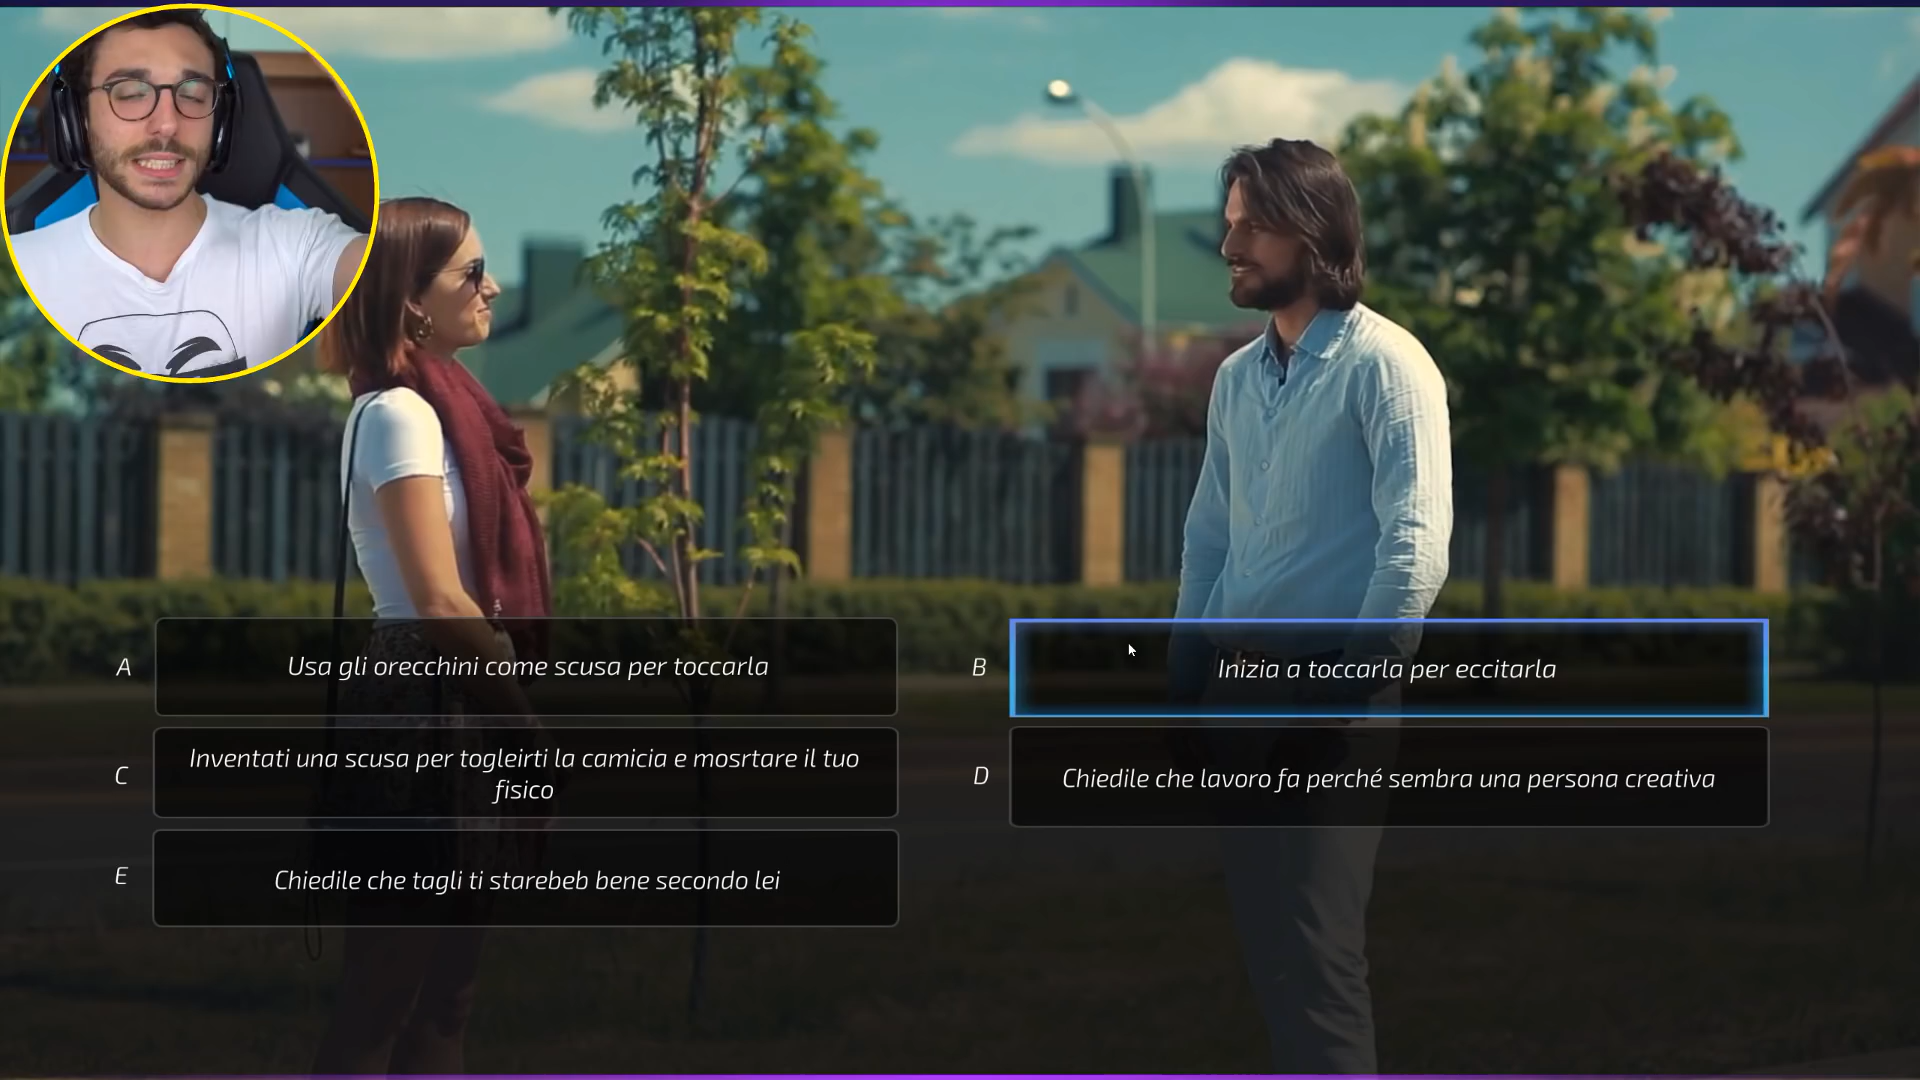 A
Usa gli orecchini come scusa per toccarla
B
Inizia a toccarla per eccitarla
C
Inventati una scusa per togleirti la camicia e mosrtare il tuo
fisico
D
Chiedile che lavoro fa perché sembra una persona creativa
E
Chiedile che tagli ti starebeb bene secondo lei